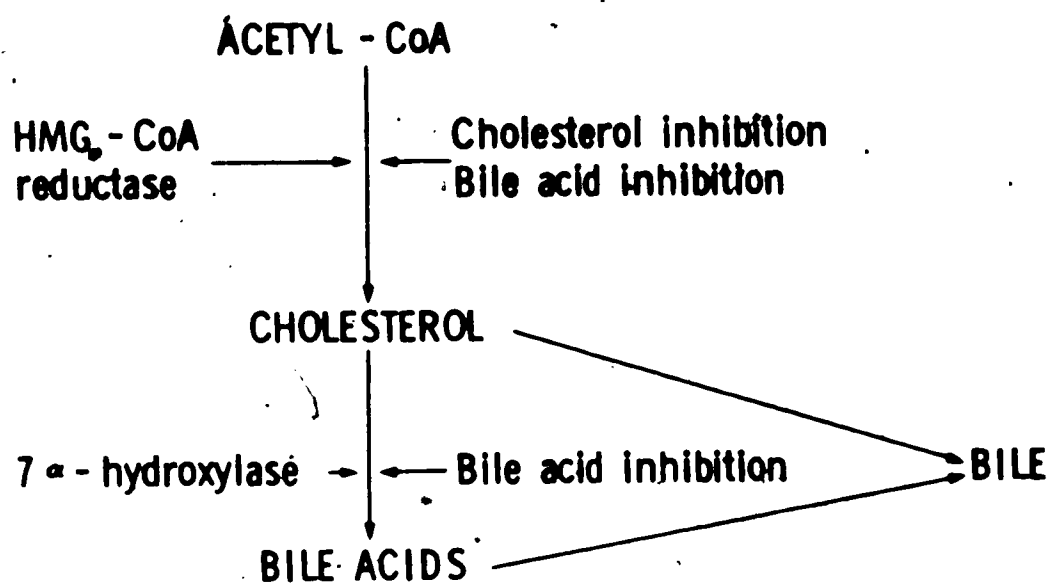 ACETYL - CoA
HMG - CoA
reductase
Cholesterol inhibition
Bile acid inhibition
CHOLESTEROL
7 α - hydroxylase
Bile acid inhibition
BILE
BILE ACIDS